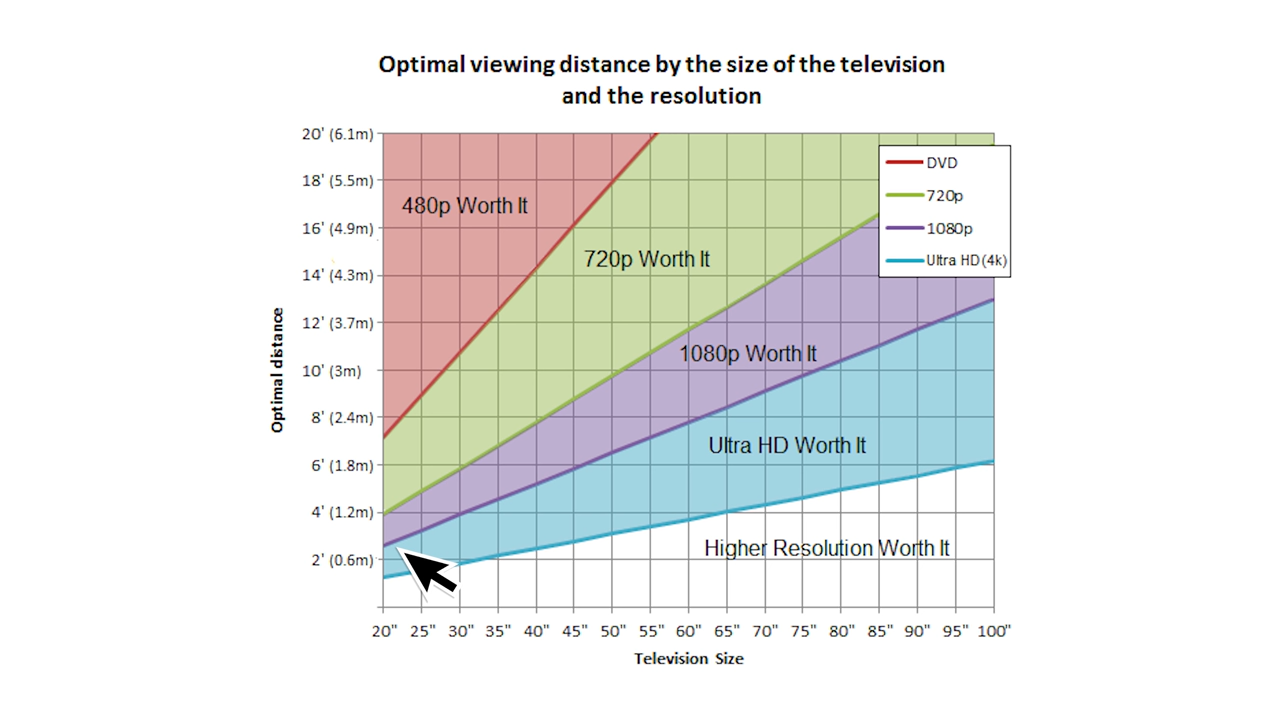 Optimal viewing distance by the size of the television
and the resolution
20' (6.1m)
18' (5.5m)
16' (4.9m)
14' (4.3m)
12' (3.7m)
10' (3m)
8' (2.4m)
6' (1.8m)
4' (1.2m)
2' (0.6m)
Optimal distance
480p Worth It
720p Worth It
1080p Worth It
Ultra HD Worth It
Higher Resolution Worth It
DVD
720p
1080p
Ultra HD (4k)
20" 25" 30" 35" 40" 45" 50" 55" 60" 65" 70" 75" 80" 85" 90" 95" 100"
Television Size